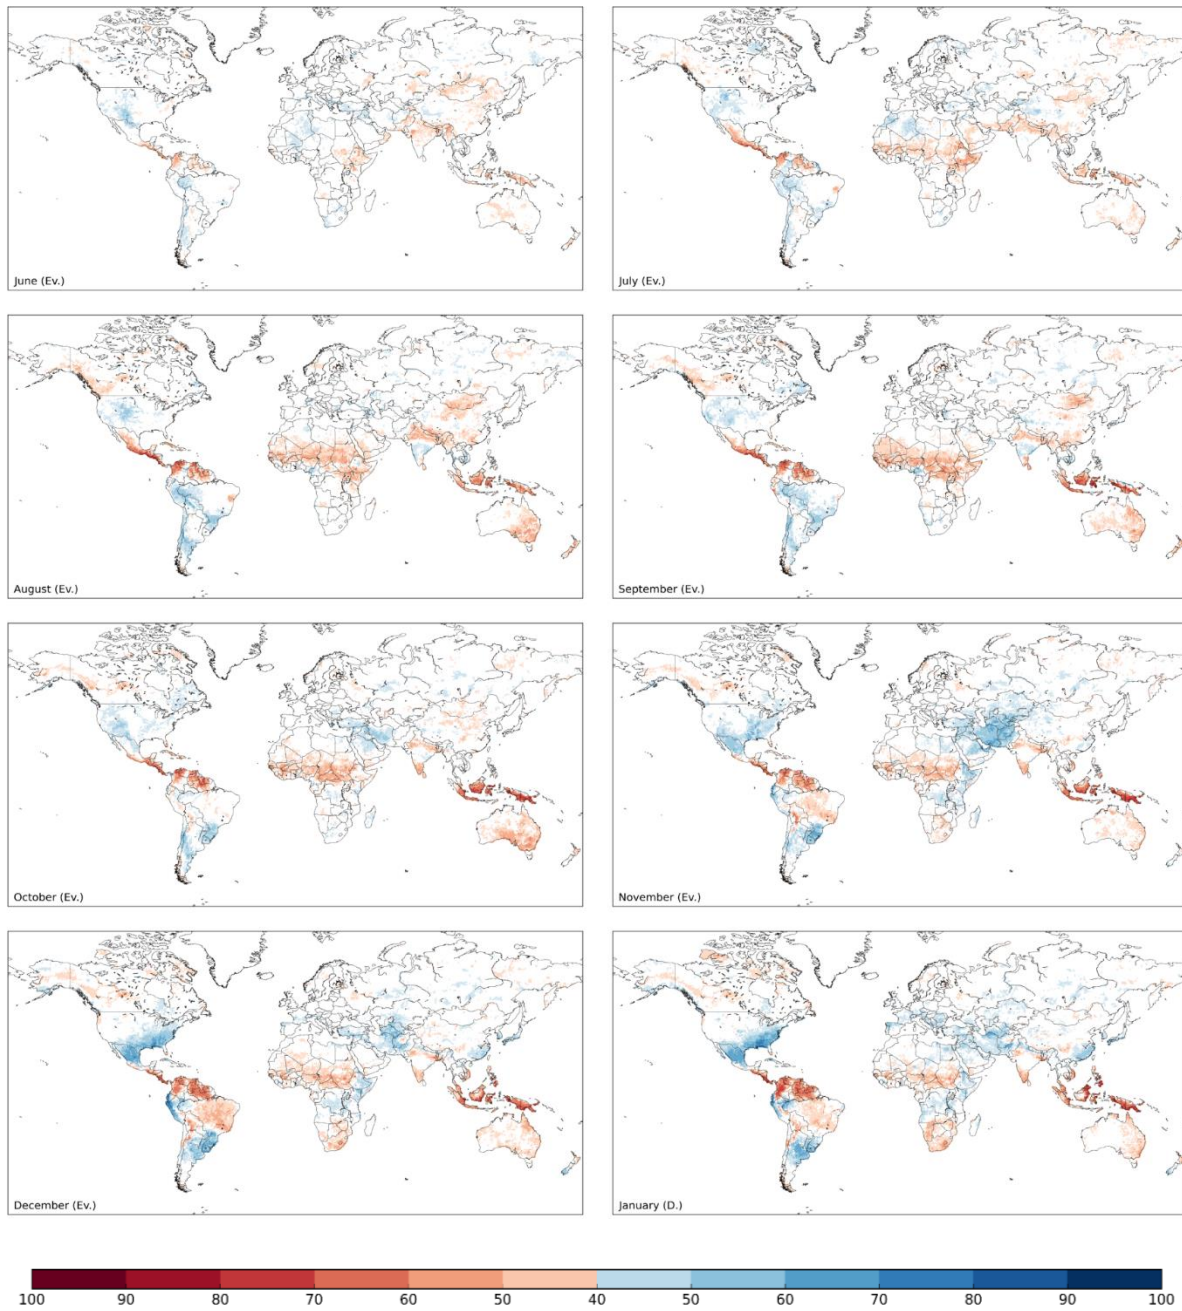 June (Ev.)
July (Ev.)
August (Ev.)
September (Ev.)
October (Ev.)
November (Ev.)
December (Ev.)
January (D.)
100 90 80 70 60 50 40 50 60 70 80 90 100